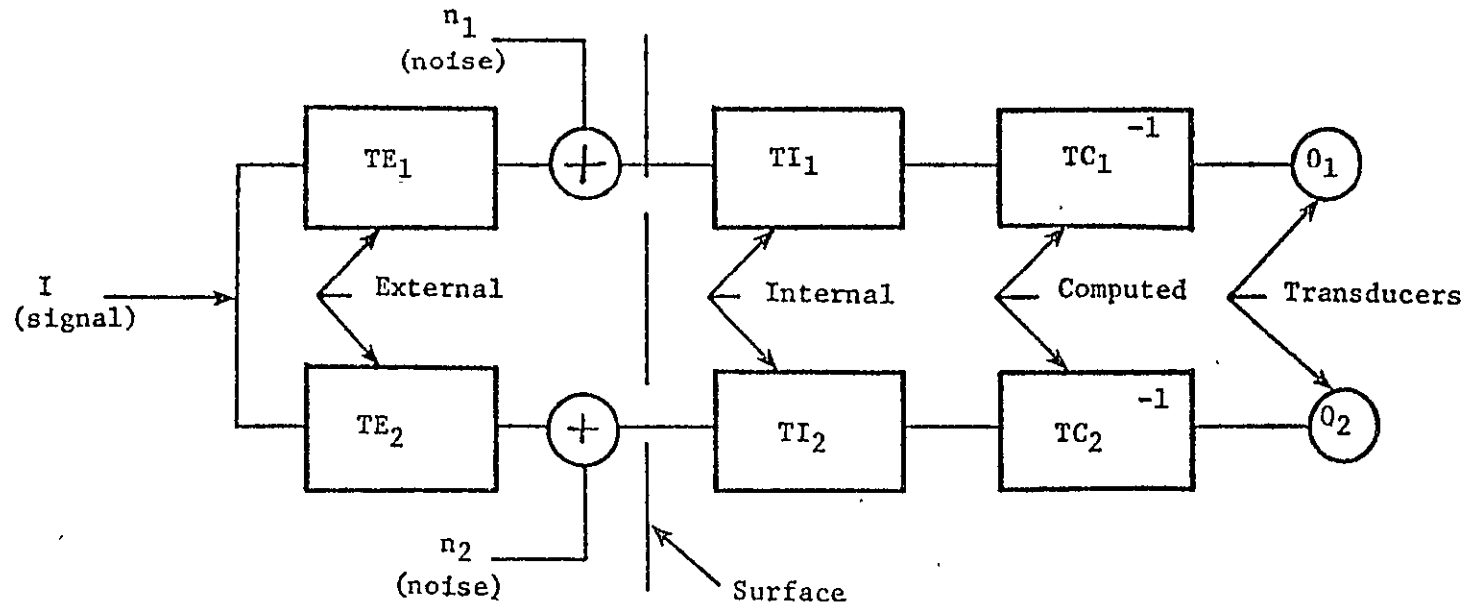 n1
(noise)
TE1
TI1
TC1 -1
O1
I
(signal)
External
Internal
Computed
Transducers
TE2
TI2
TC2 -1
O2
n2
(noise)
Surface